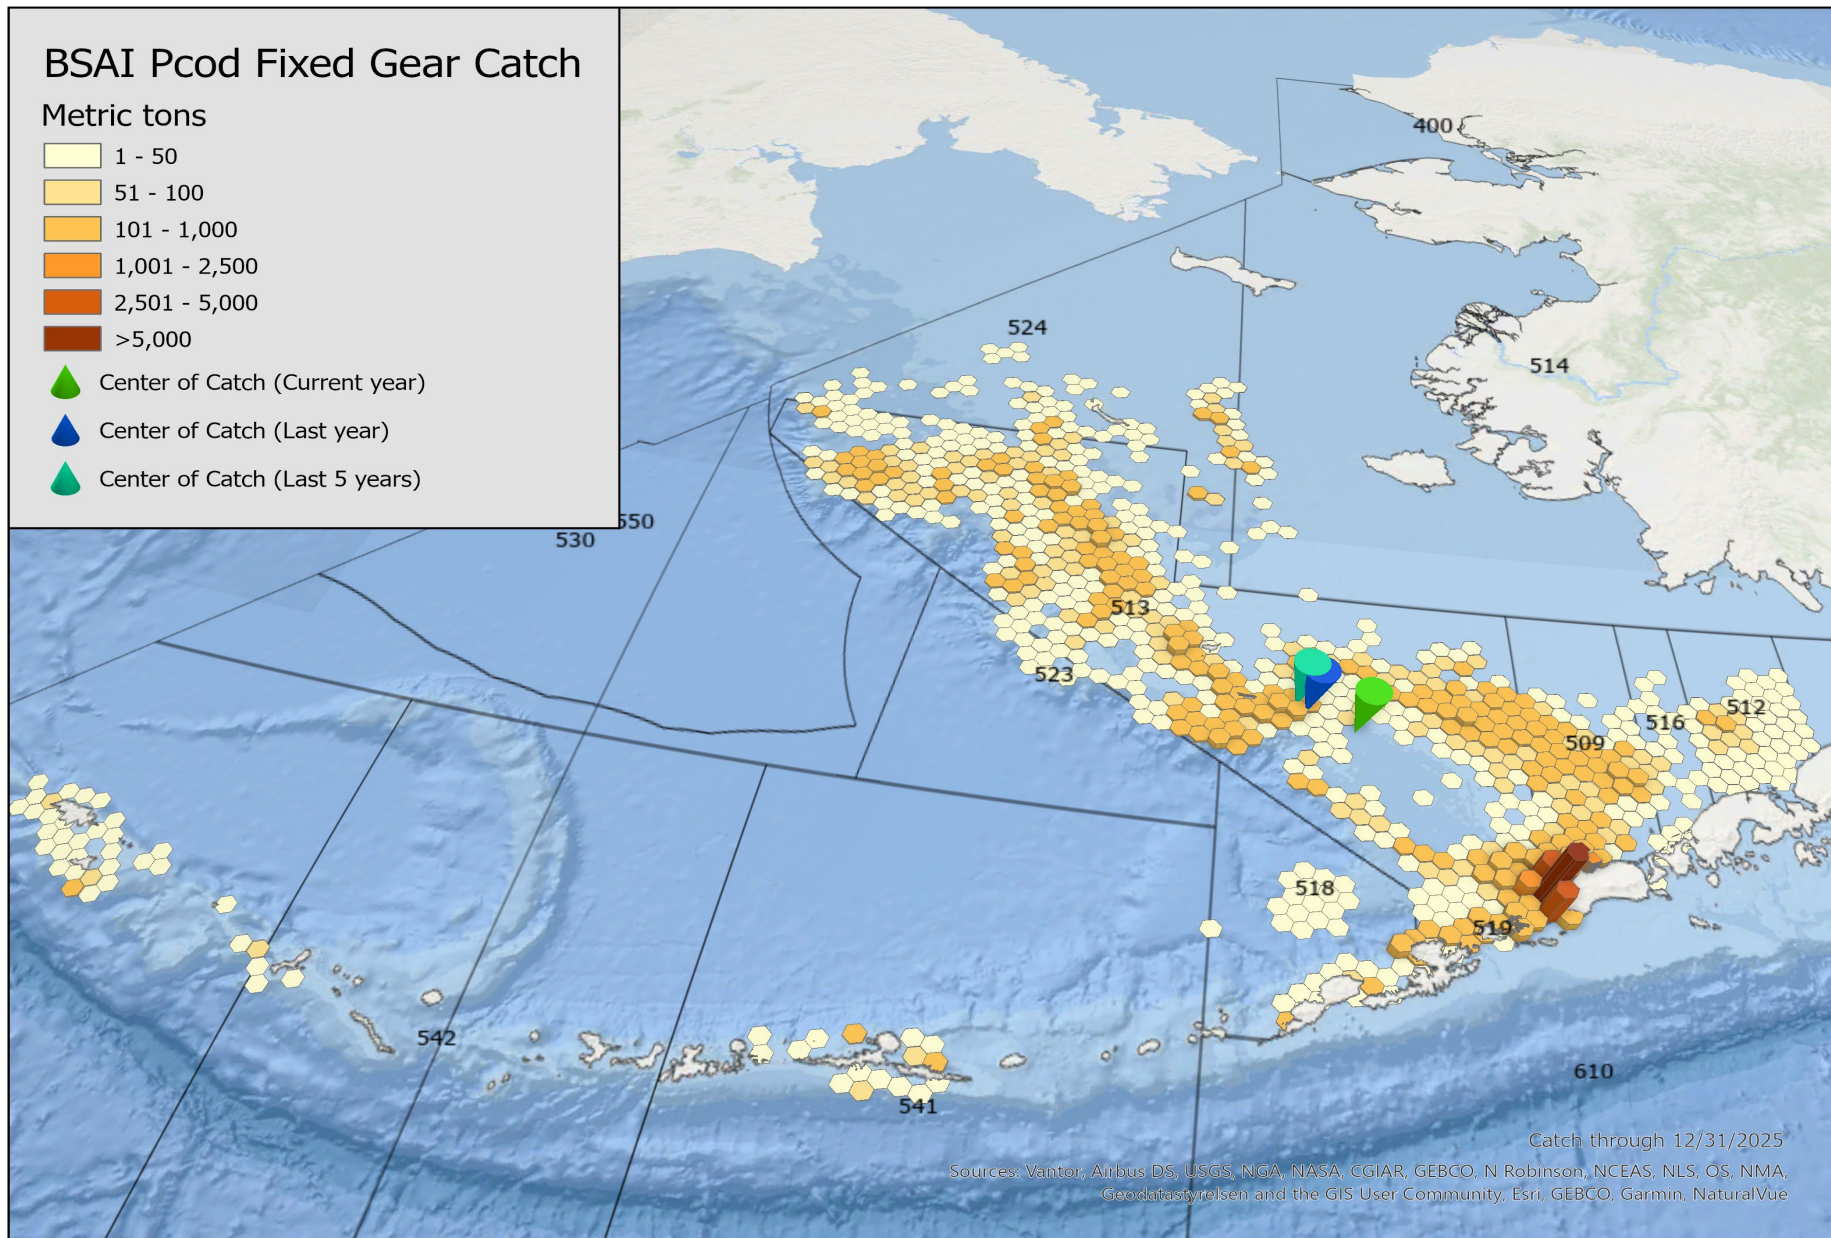 BSAI Pcod Fixed Gear Catch
Metric tons
1 - 50
51 - 100
101 - 1,000
1,001 - 2,500
2,501 - 5,000
>5,000
Center of Catch (Current year)
Center of Catch (Last year)
Center of Catch (Last 5 years)
400
524
514
550
530
513
523
512
516
509
518
519
542
610
541
Catch through 12/31/2025
Sources: Vantor, Airbus DS, USGS, NGA, NASA, CGIAR, GEBCO, N Robinson, NCEAS, NLS, OS, NMA,
Geodatastyrelsen and the GIS User Community, Esri, GEBCO, Garmin, NaturalVue